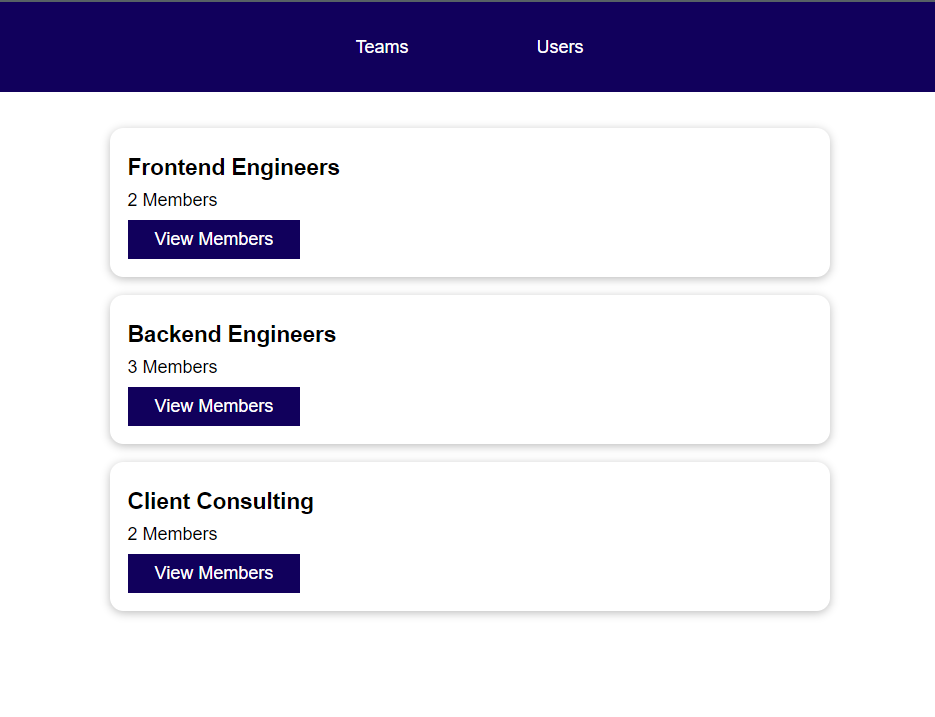 Teams Users
Frontend Engineers
2 Members
View Members
Backend Engineers
3 Members
View Members
Client Consulting
2 Members
View Members